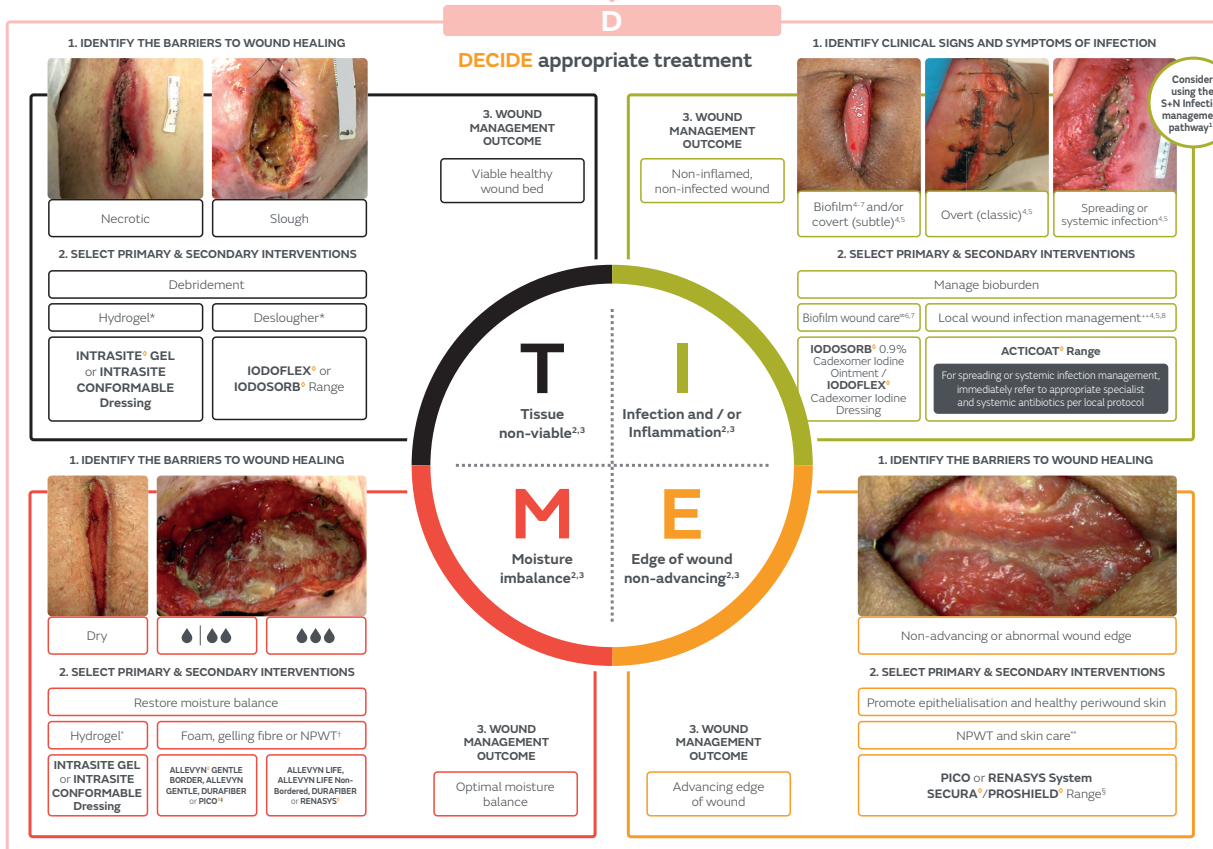 D
DECIDE appropriate treatment
1. IDENTIFY THE BARRIERS TO WOUND HEALING
Necrotic
Slough
2. SELECT PRIMARY & SECONDARY INTERVENTIONS
Debridement
Hydrogel*
Deslougher*
INTRASITE◊ GEL
or INTRASITE
CONFORMABLE
Dressing
IODOFLEX◊ or
IODOSORB◊ Range
3. WOUND
MANAGEMENT
OUTCOME
Viable healthy
wound bed
1. IDENTIFY CLINICAL SIGNS AND SYMPTOMS OF INFECTION
Consider
using the
S+N Infecti
manageme
pathway¹
3. WOUND
MANAGEMENT
OUTCOME
Non-inflamed,
non-infected wound
Biofilm⁴⁻⁷ and/or
covert (subtle)⁴,⁵
Overt (classic)⁴,⁵
Spreading or
systemic infection⁴,⁵
2. SELECT PRIMARY & SECONDARY INTERVENTIONS
Manage bioburden
Biofilm wound care⁶,⁷
Local wound infection management⁺⁺⁴,⁵,⁸
IODOSORB◊ 0.9%
Cadexomer Iodine
Ointment /
IODOFLEX◊
Cadexomer Iodine
Dressing
ACTICOAT◊ Range
For spreading or systemic infection management,
immediately refer to appropriate specialist
and systemic antibiotics per local protocol
T
Tissue
non-viable²,³
I
Infection and / or
Inflammation²,³
M
Moisture
imbalance²,³
E
Edge of wound
non-advancing²,³
1. IDENTIFY THE BARRIERS TO WOUND HEALING
Dry
2. SELECT PRIMARY & SECONDARY INTERVENTIONS
Restore moisture balance
Hydrogel*
Foam, gelling fibre or NPWT†
INTRASITE GEL
or INTRASITE
CONFORMABLE
Dressing
ALLEVYN◊ GENTLE
BORDER, ALLEVYN
GENTLE, DURAFIBER
or PICO◊‡
ALLEVYN LIFE,
ALLEVYN LIFE Non-
Bordered, DURAFIBER
or RENASYS◊
3. WOUND
MANAGEMENT
OUTCOME
Optimal moisture
balance
1. IDENTIFY THE BARRIERS TO WOUND HEALING
Non-advancing or abnormal wound edge
2. SELECT PRIMARY & SECONDARY INTERVENTIONS
Promote epithelialisation and healthy periwound skin
NPWT and skin care**
PICO or RENASYS System
SECURA◊/PROSHIELD◊ Range§
3. WOUND
MANAGEMENT
OUTCOME
Advancing edge
of wound